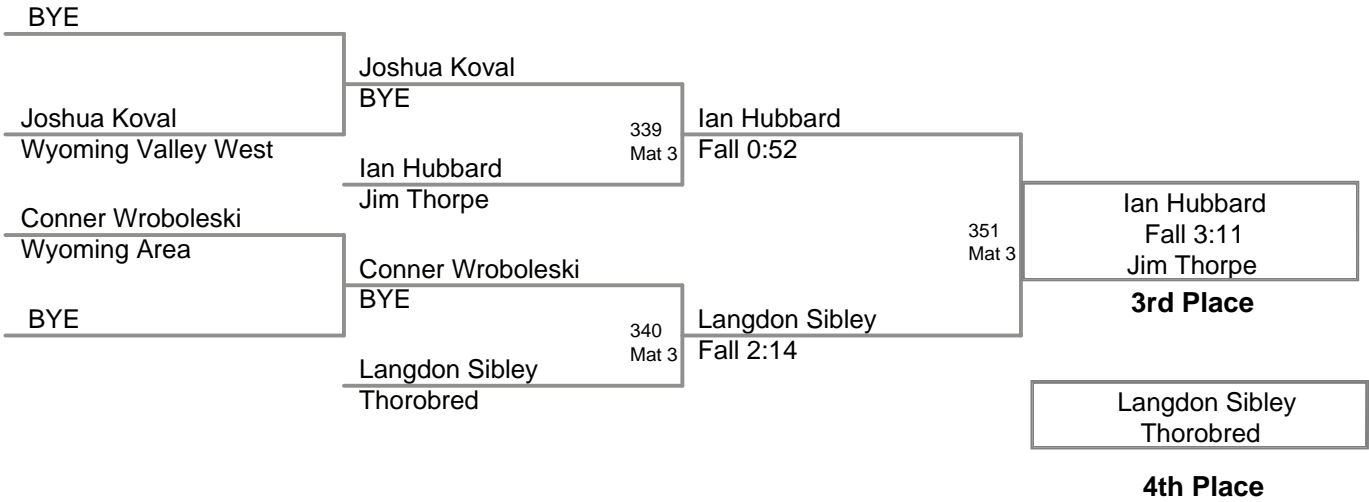 BYE
Joshua Koval
Wyoming Valley West
Conner Wroboleski
Wyoming Area
BYE
Joshua Koval
BYE
339
Mat 3
Ian Hubbard
Jim Thorpe
Conner Wroboleski
BYE
340
Mat 3
Langdon Sibley
Thorobred
Ian Hubbard
Fall 0:52
351
Mat 3
Langdon Sibley
Fall 2:14
Ian Hubbard
Fall 3:11
Jim Thorpe
3rd Place
Langdon Sibley
Thorobred
4th Place